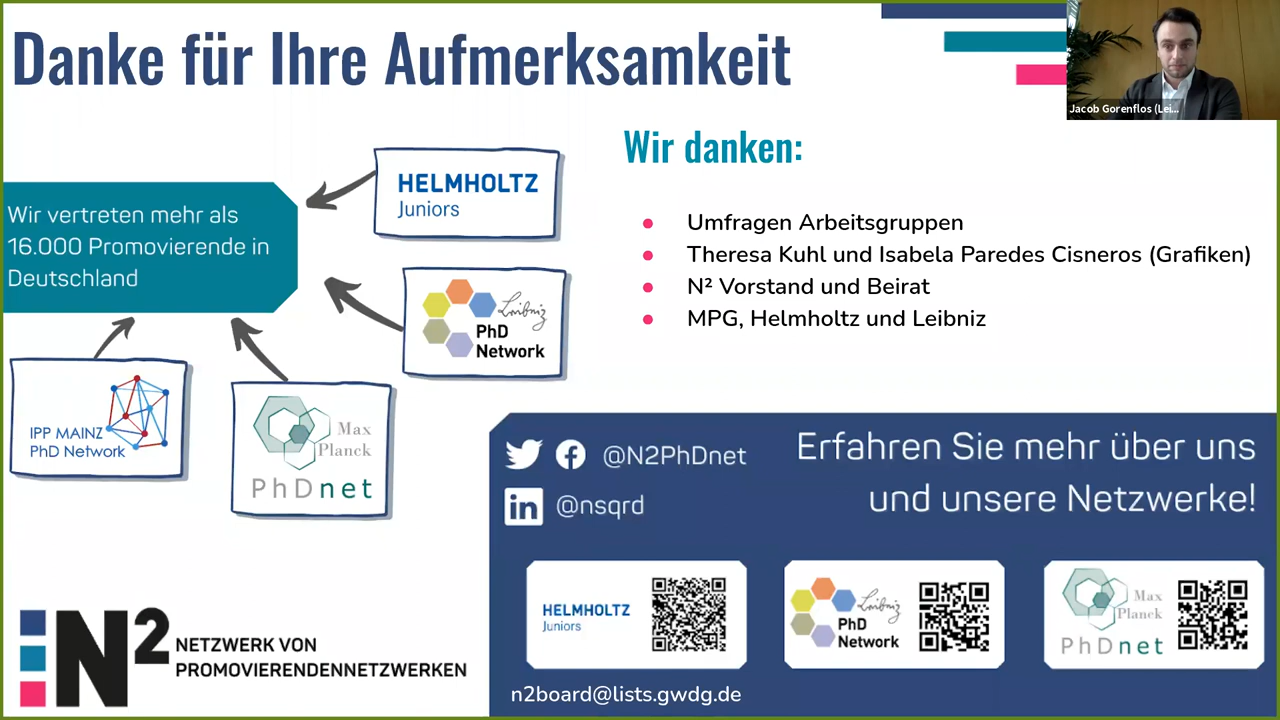 Danke für Ihre Aufmerksamkeit
Jacob Gorenflos (Lei...
Wir danken:
HELMHOLTZ
Juniors
Wir vertreten mehr als
16.000 Promovierende in
Deutschland
Umfragen Arbeitsgruppen
Theresa Kuhl und Isabela Paredes Cisneros (Grafiken)
N² Vorstand und Beirat
MPG, Helmholtz und Leibniz
Leibniz
PhD
Network
IPP MAINZ
PhD Network
Max
Planck
PhDnet
@N2PhDnet
@nsqrd
Erfahren Sie mehr über uns
und unsere Netzwerke!
HELMHOLTZ
Juniors
Leibniz
PhD
Network
Max
Planck
PhDnet
N²
NETZWERK VON
PROMOVIERENDENNETZWERKEN
n2board@lists.gwdg.de